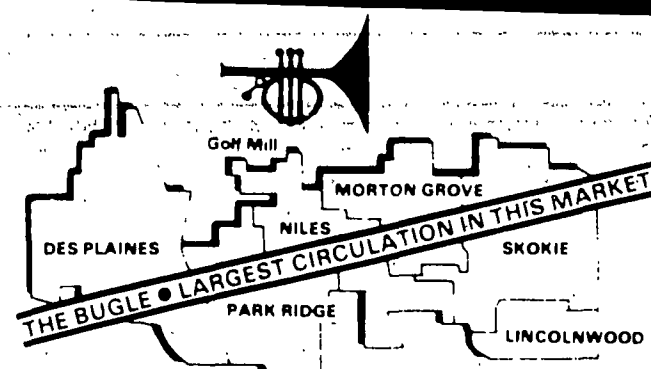 Golf Mill
MORTON GROVE
NILES
DES PLAINES
SKOKIE
THE BUGLE ● LARGEST CIRCULATION IN THIS MARKET
PARK RIDGE
LINCOLNWOOD